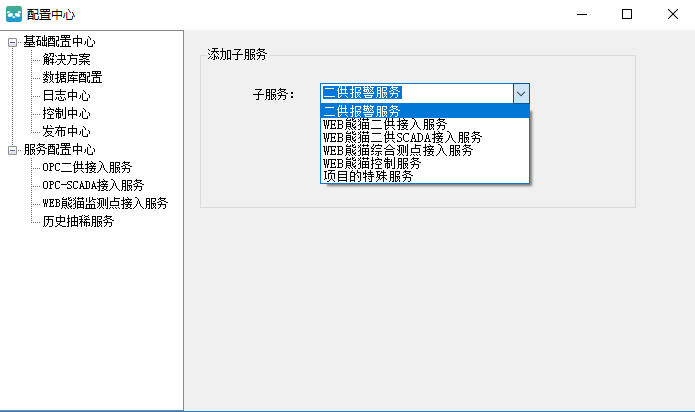 配置中心
基础配置中心
解决方案
数据库配置
日志中心
控制中心
发布中心
服务配置中心
OPC二供接入服务
OPC-SCADA接入服务
WEB熊猫监测点接入服务
历史抽稀服务
添加子服务
子服务：
二供报警服务
二供报警服务
WEB熊猫二供接入服务
WEB熊猫二供SCADA接入服务
WEB熊猫综合测点接入服务
WEB熊猫控制服务
项目的特殊服务